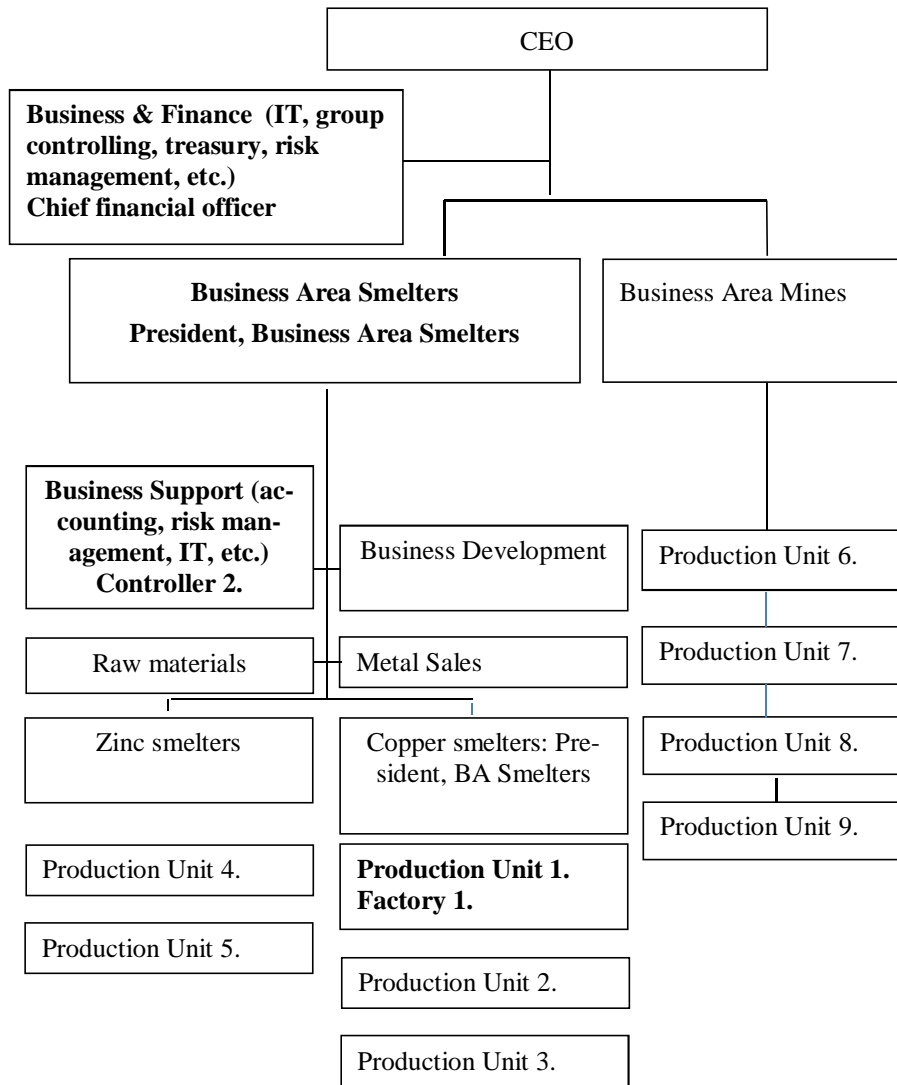 CEO
Business & Finance (IT, group
controlling, treasury, risk
management, etc.)
Chief financial officer
Business Area Smelters
President, Business Area Smelters
Business Area Mines
Business Support (ac-
counting, risk man-
agement, IT, etc.)
Controller 2.
Business Development
Production Unit 6.
Raw materials
Metal Sales
Production Unit 7.
Zinc smelters
Copper smelters: Pre-
sident, BA Smelters
Production Unit 8.
Production Unit 9.
Production Unit 4.
Production Unit 1.
Factory 1.
Production Unit 5.
Production Unit 2.
Production Unit 3.